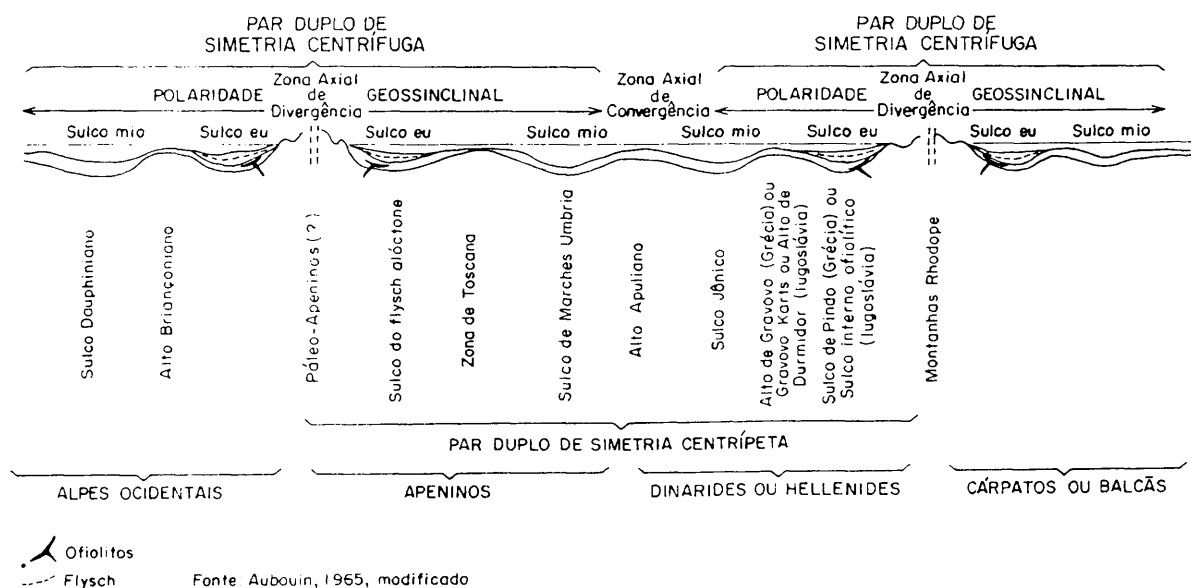 PAR DUPLO DE
SIMETRIA CENTRÍFUGA
PAR DUPLO DE
SIMETRIA CENTRÍFUGA
POLARIDADE
Zona Axial
de
Divergência
GEOSSINCLINAL
Zona Axial
de
Convergência
POLARIDADE
Zona Axial
de
Divergência
GEOSSINCLINAL
Sulco mio
Sulco eu
Sulco eu
Sulco mio
Sulco mio
Sulco eu
Sulco eu
Sulco mio
Sulco Dauphiniano
Alto Briançoniano
Páleo-Apeninos (?)
Sulco do flysch alóctone
Zona de Toscana
Sulco de Marches Umbria
Alto Apuliano
Sulco Jônico
Alto de Gravovo (Grécia) ou
Gravovo Karts ou Alto de
Durmidor (Iugoslávia)
Sulco de Pindo (Grécia) ou
Sulco interno ofiolítico
(Iugoslávia)
Montanhas Rhodope
PAR DUPLO DE SIMETRIA CENTRÍPETA
ALPES OCIDENTAIS
APENINOS
DINARIDES OU HELLENIDES
CÁRPATOS OU BALCÃS
Ofiolitos
Flysch
Fonte: Aubouin, 1965, modificado